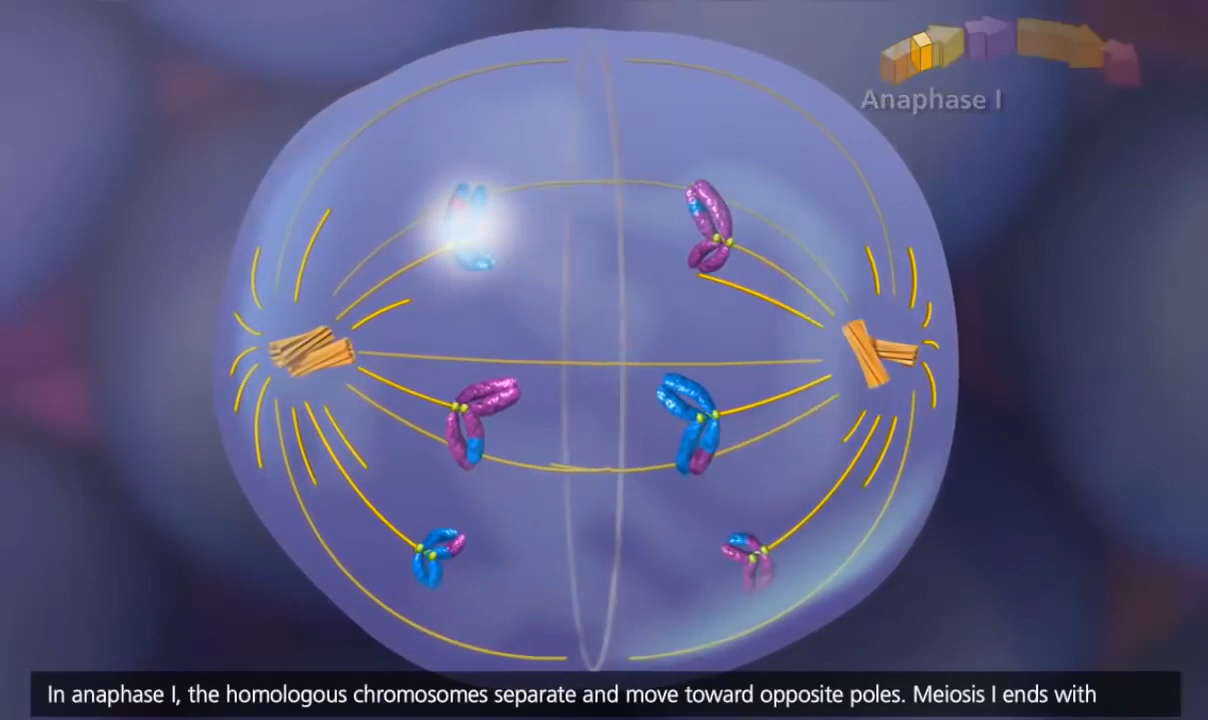 Anaphase I
In anaphase I, the homologous chromosomes separate and move toward opposite poles. Meiosis I ends with